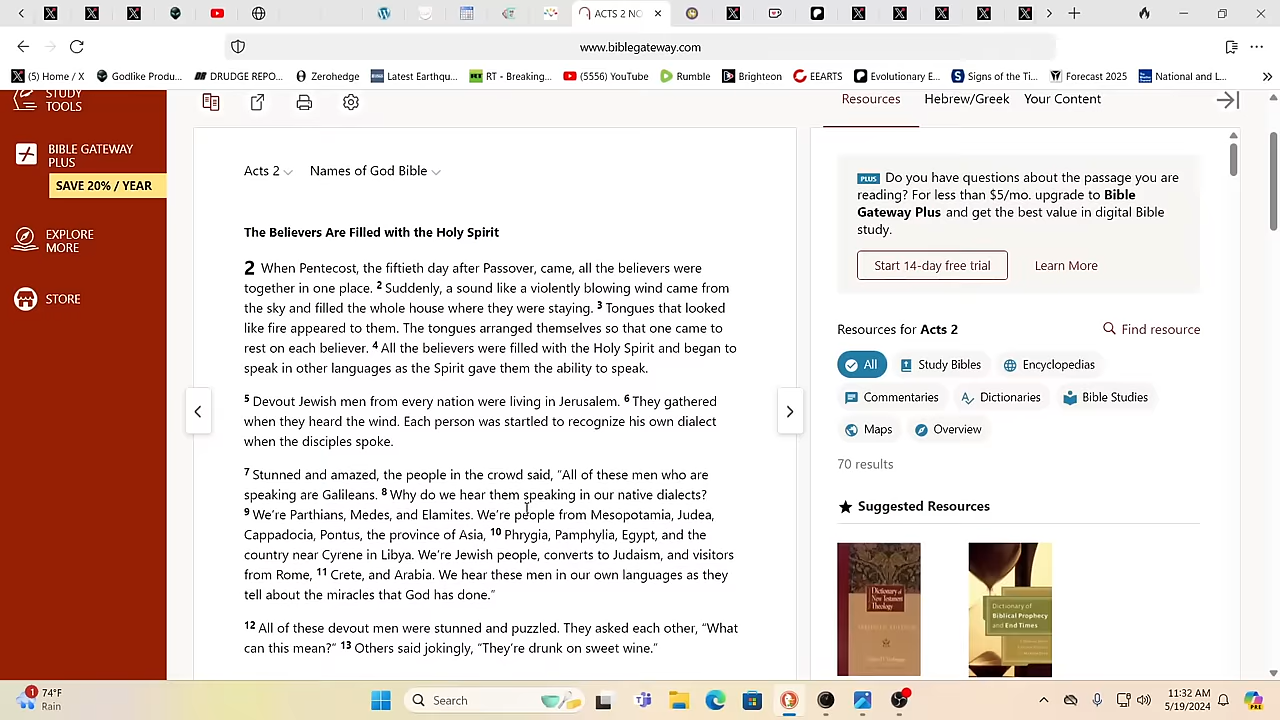 ACTS 2 NO
www.biblegateway.com
(5) Home / X
Godlike Produ...
DRUDGE REPO...
Zerohedge
Latest Earthqu...
RT - Breaking...
(5556) YouTube
Rumble
Brighteon
EEARTS
Evolutionary E...
Signs of the Ti...
Forecast 2025
National and L...
STUDY
TOOLS
BIBLE GATEWAY
PLUS
SAVE 20% / YEAR
EXPLORE
MORE
STORE
Acts 2
Names of God Bible
The Believers Are Filled with the Holy Spirit
2 When Pentecost, the fiftieth day after Passover, came, all the believers were
together in one place. 2 Suddenly, a sound like a violently blowing wind came from
the sky and filled the whole house where they were staying. 3 Tongues that looked
like fire appeared to them. The tongues arranged themselves so that one came to
rest on each believer. 4 All the believers were filled with the Holy Spirit and began to
speak in other languages as the Spirit gave them the ability to speak.
5 Devout Jewish men from every nation were living in Jerusalem. 6 They gathered
when they heard the wind. Each person was startled to recognize his own dialect
when the disciples spoke.
7 Stunned and amazed, the people in the crowd said, “All of these men who are
speaking are Galileans. 8 Why do we hear them speaking in our native dialects?
9 We’re Parthians, Medes, and Elamites. We’re people from Mesopotamia, Judea,
Cappadocia, Pontus, the province of Asia, 10 Phrygia, Pamphylia, Egypt, and the
country near Cyrene in Libya. We’re Jewish people, converts to Judaism, and visitors
from Rome, 11 Crete, and Arabia. We hear these men in our own languages as they
tell about the miracles that God has done.”
12 All of these devout men were stunned and puzzled. They asked each other, “What
can this mean?” 13 Others said jokingly, “They’re drunk on sweet wine.”
Resources
Hebrew/Greek
Your Content
PLUS Do you have questions about the passage you are
reading? For less than $5/mo. upgrade to Bible
Gateway Plus and get the best value in digital Bible
study.
Start 14-day free trial
Learn More
Resources for Acts 2
Find resource
All
Study Bibles
Encyclopedias
Commentaries
Dictionaries
Bible Studies
Maps
Overview
70 results
Suggested Resources
Dictionary of
New Testament
Theology
Dictionary of
Biblical Prophecy
and End Times
1
74°F
Rain
Search
11:32 AM
5/19/2024
PRE